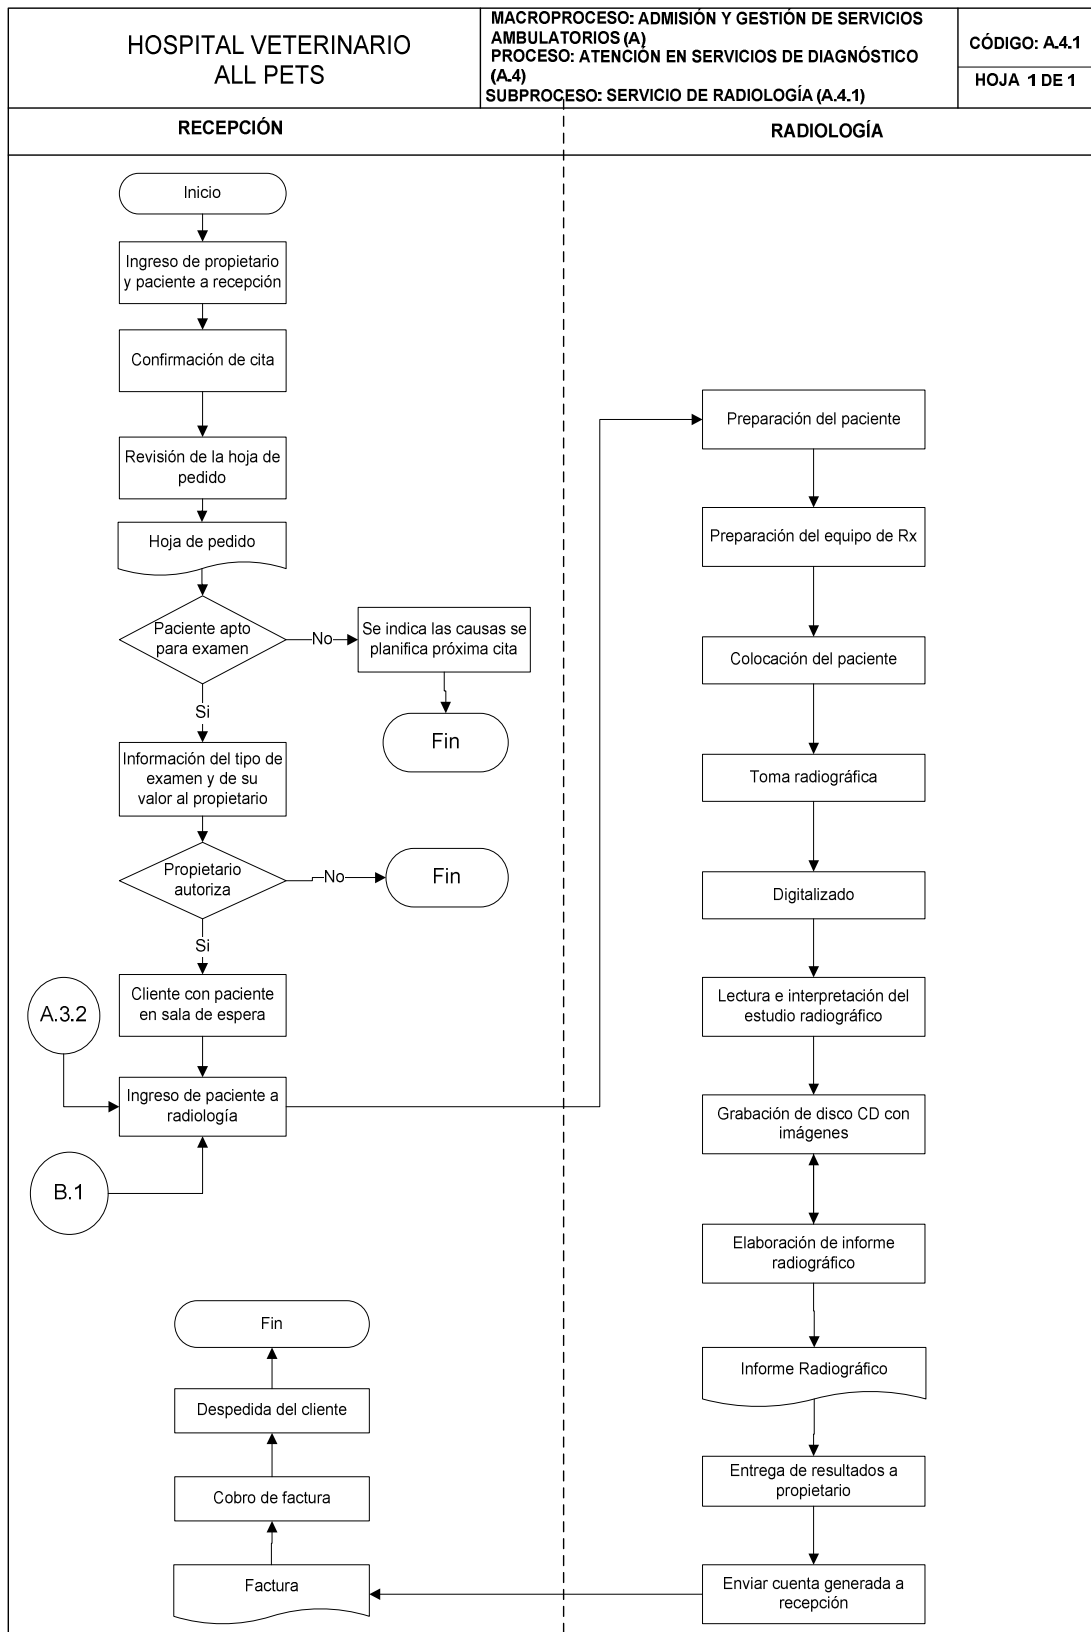 HOSPITAL VETERINARIO
ALL PETS
MACROPROCESO: ADMISIÓN Y GESTIÓN DE SERVICIOS
AMBULATORIOS (A)
PROCESO: ATENCIÓN EN SERVICIOS DE DIAGNÓSTICO
(A.4)
SUBPROCESO: SERVICIO DE RADIOLOGÍA (A.4.1)
CÓDIGO: A.4.1
HOJA 1 DE 1
RECEPCIÓN
RADIOLOGÍA
Inicio
Ingreso de propietario
y paciente a recepción
Confirmación de cita
Revisión de la hoja de
pedido
Hoja de pedido
Paciente apto
para examen
No
Se indica las causas se
planifica próxima cita
Fin
Si
Información del tipo de
examen y de su
valor al propietario
Propietario
autoriza
No
Fin
Si
Cliente con paciente
en sala de espera
A.3.2
Ingreso de paciente a
radiología
B.1
Preparación del paciente
Preparación del equipo de Rx
Colocación del paciente
Toma radiográfica
Digitalizado
Lectura e interpretación del
estudio radiográfico
Grabación de disco CD con
imágenes
Elaboración de informe
radiográfico
Informe Radiográfico
Entrega de resultados a
propietario
Enviar cuenta generada a
recepción
Factura
Cobro de factura
Despedida del cliente
Fin